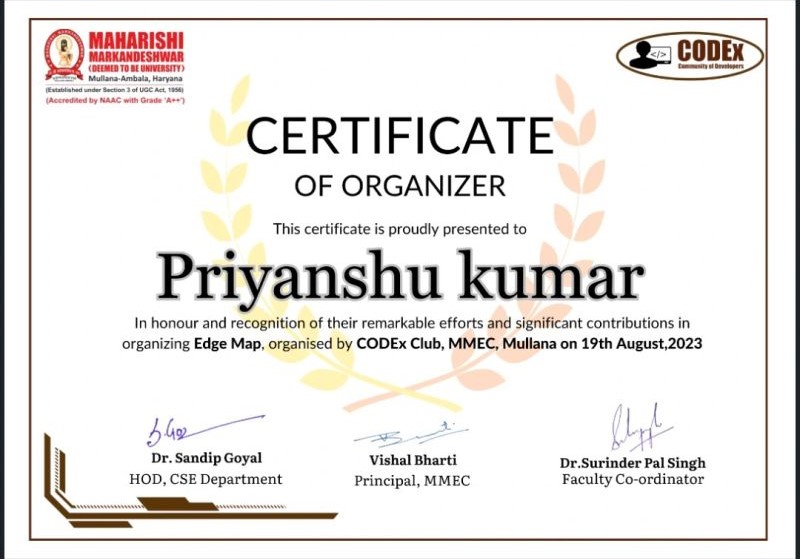 MAHARISHI
MARKANDESHWAR
(DEEMED TO BE UNIVERSITY)
Mullana-Ambala, Haryana
(Established under Section 3 of UGC Act, 1956)
(Accredited by NAAC with Grade 'A++')
</> CODEx
Community of Developers
CERTIFICATE
OF ORGANIZER
This certificate is proudly presented to
Priyanshu kumar
In honour and recognition of their remarkable efforts and significant contributions in
organizing Edge Map, organised by CODEx Club, MMEC, Mullana on 19th August,2023
Dr. Sandip Goyal
HOD, CSE Department
Vishal Bharti
Principal, MMEC
Dr.Surinder Pal Singh
Faculty Co-ordinator